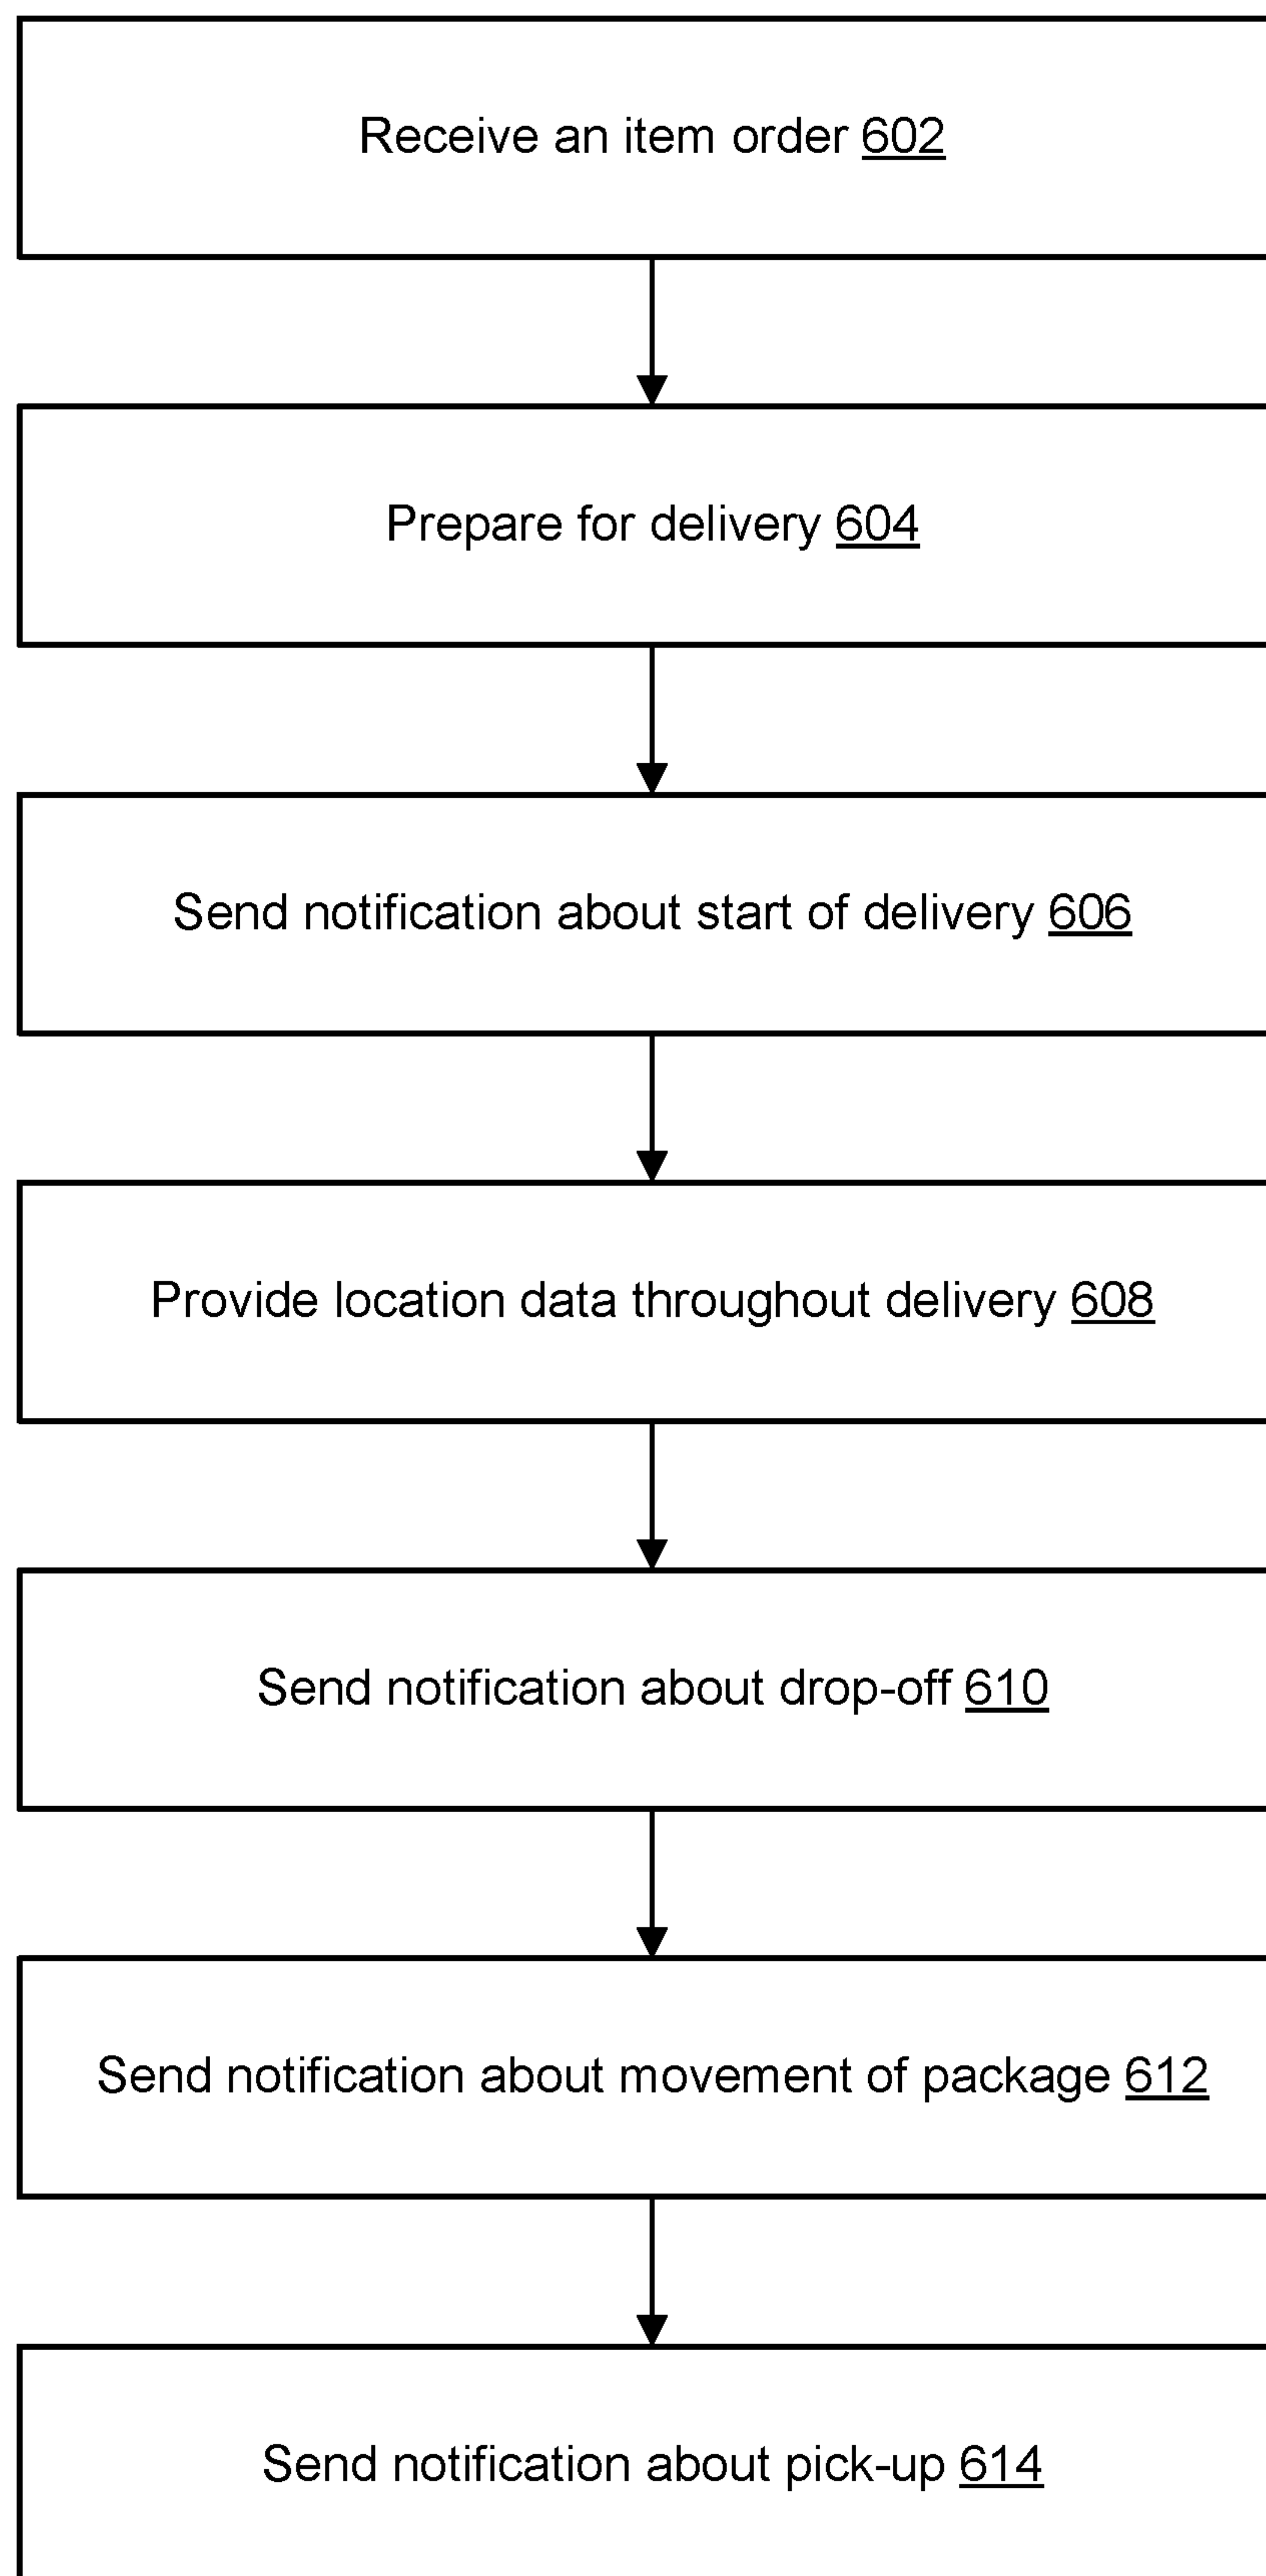 Receive an item order 602
Prepare for delivery 604
Send notification about start of delivery 606
Provide location data throughout delivery 608
Send notification about drop-off 610
Send notification about movement of package 612
Send notification about pick-up 614